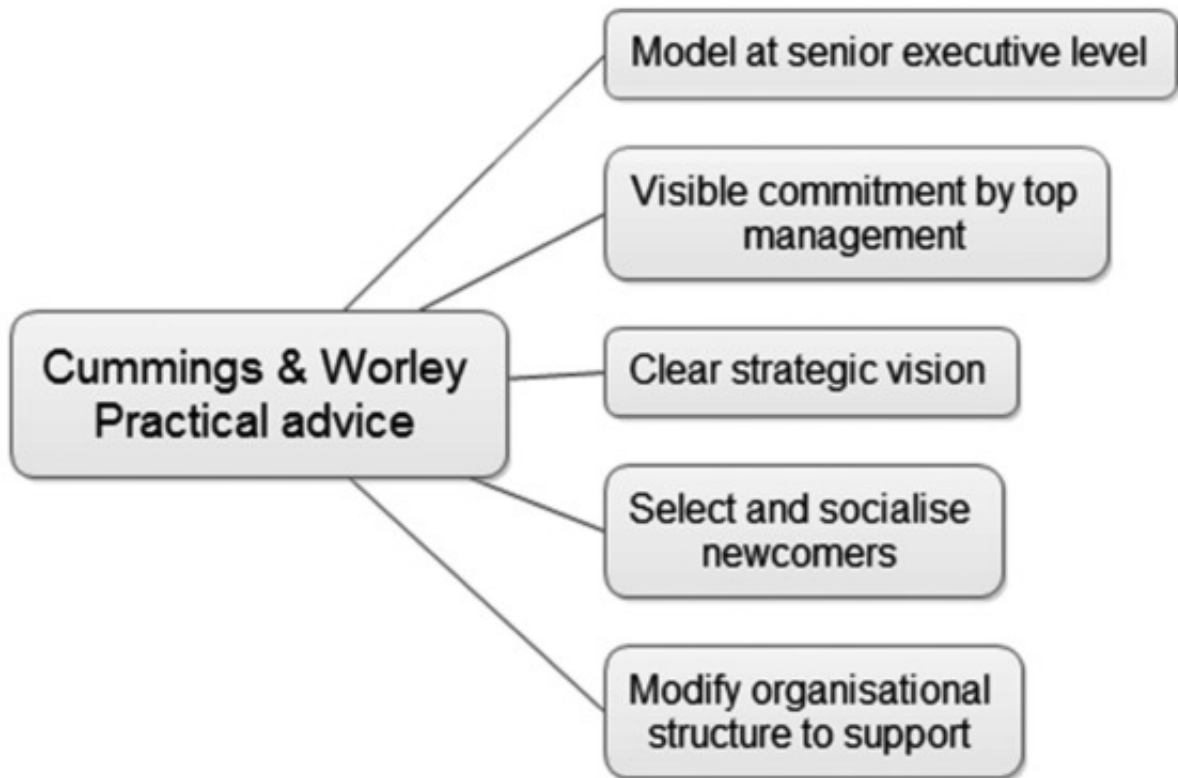 Model at senior executive level
Visible commitment by top
management
Cummings & Worley
Practical advice
Clear strategic vision
Select and socialise
newcomers
Modify organisational
structure to support